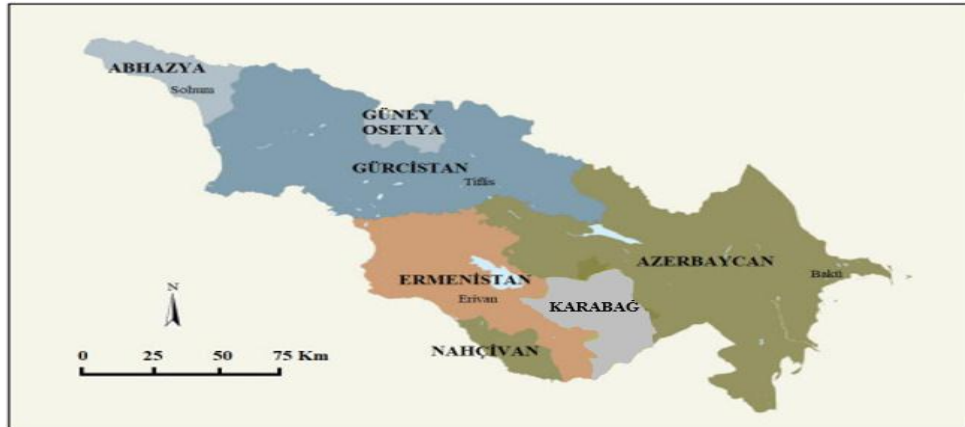 ABHAZYA
Sohum
GÜNEY
OSETYA
GÜRCİSTAN
Tiflis
AZERBAYCAN
Bakü
ERMENİSTAN
Erivan
KARABAĞ
N
NAHÇİVAN
0 25 50 75 Km